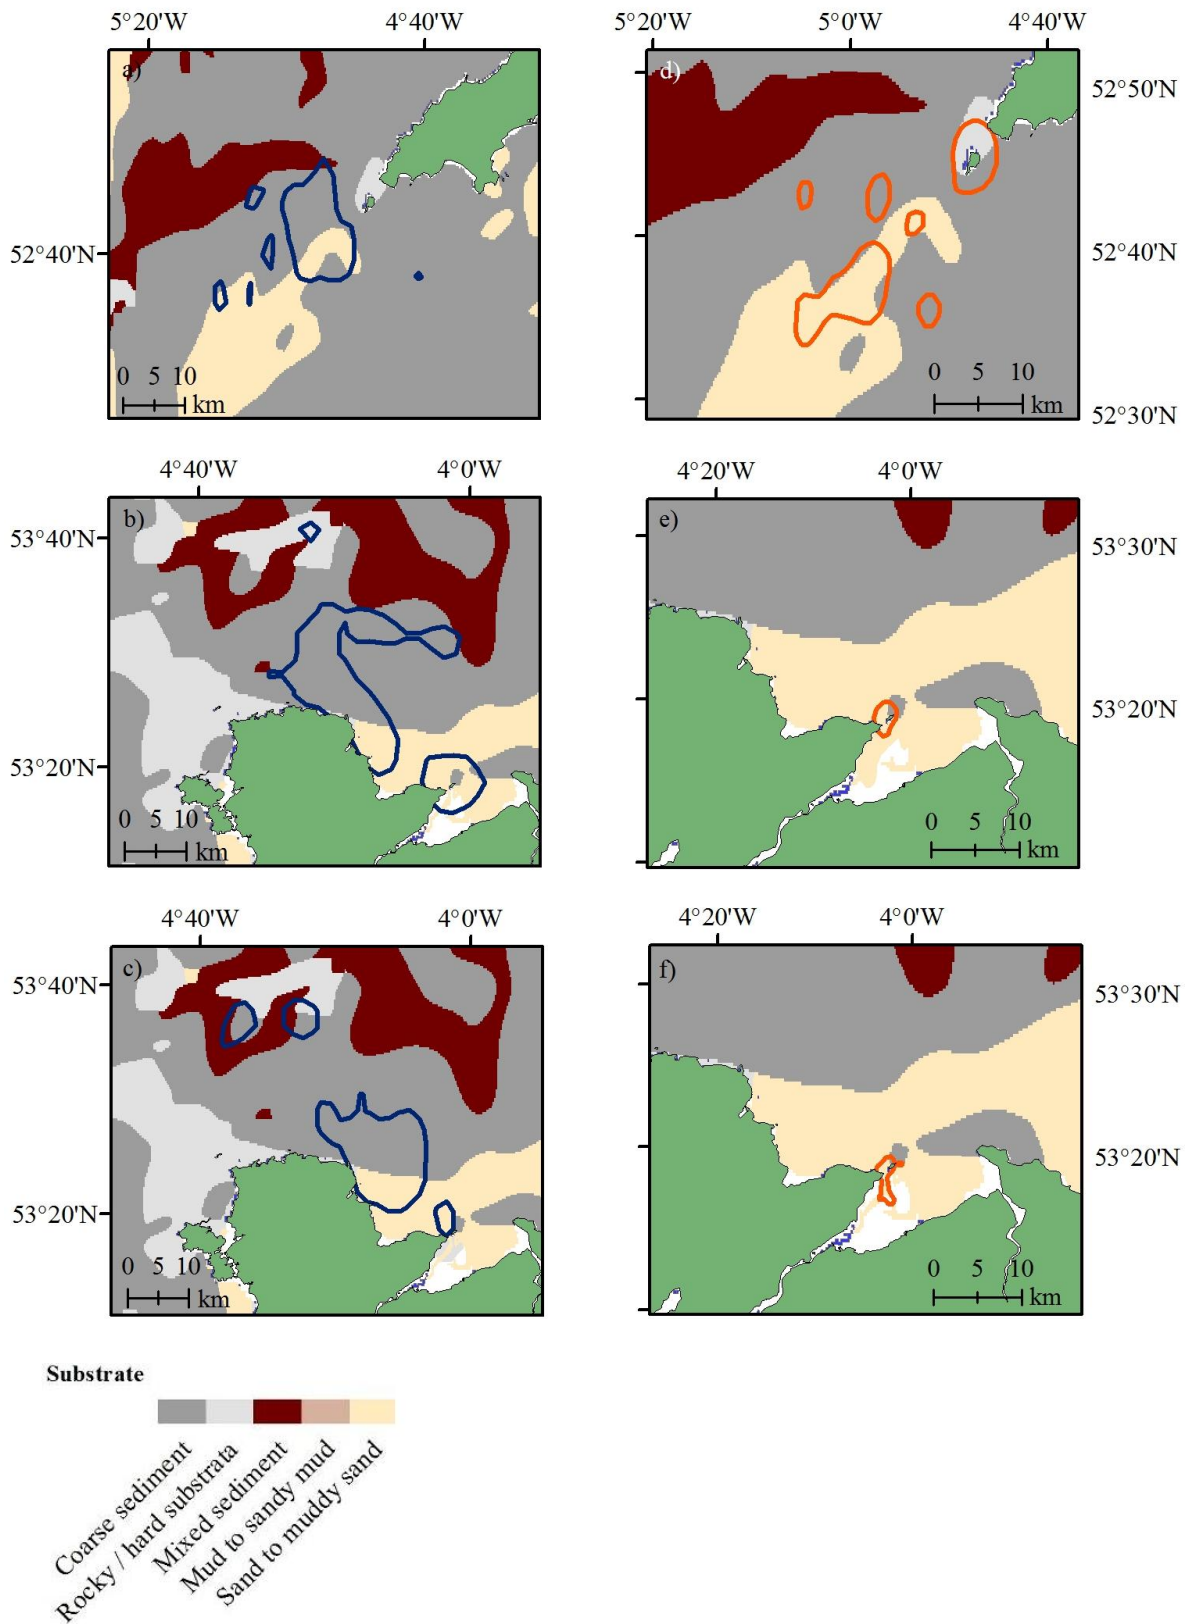 5°20'W 4°40'W 5°20'W 5°0'W 4°40'W
a) d)
52°50'N
52°40'N 52°40'N
0 5 10 0 5 10
km km
52°30'N
4°40'W 4°0'W 4°20'W 4°0'W
b) e)
53°40'N 53°30'N
53°20'N
53°20'N
0 5 10 0 5 10
km km
4°40'W 4°0'W 4°20'W 4°0'W
c) f)
53°40'N 53°30'N
53°20'N
53°20'N
0 5 10 0 5 10
km km
Substrate
Coarse sediment
Rocky / hard substrata
Mixed sediment
Mud to sandy mud
Sand to muddy sand